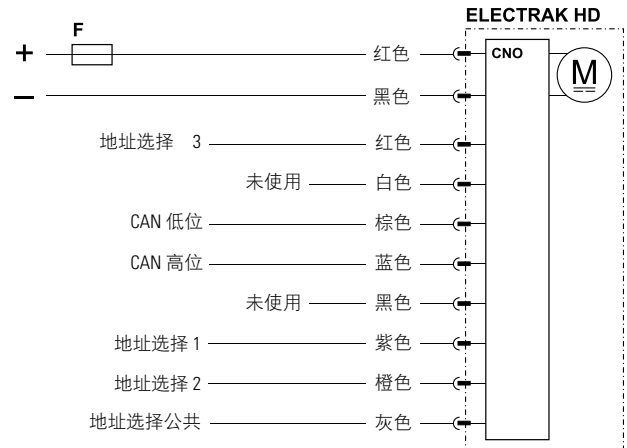 ELECTRAK HD
F
+ 红色 CNO
M
— 黑色
地址选择 3 红色
未使用 白色
CAN 低位 棕色
CAN 高位 蓝色
未使用 黑色
地址选择 1 紫色
地址选择 2 橙色
地址选择公共 灰色